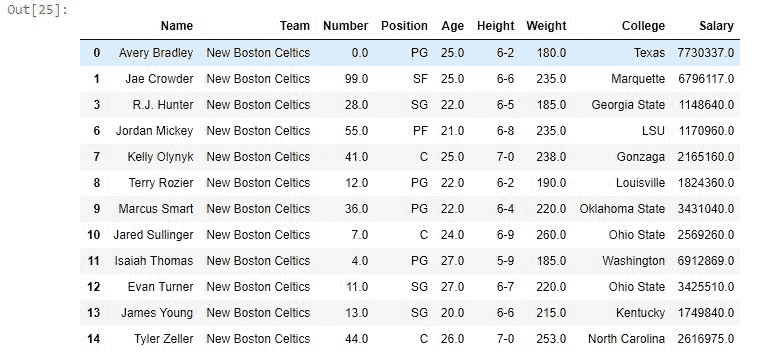 Out[25]:
Name Team Number Position Age Height Weight College Salary
0 Avery Bradley New Boston Celtics 0.0 PG 25.0 6-2 180.0 Texas 7730337.0
1 Jae Crowder New Boston Celtics 99.0 SF 25.0 6-6 235.0 Marquette 6796117.0
3 R.J. Hunter New Boston Celtics 28.0 SG 22.0 6-5 185.0 Georgia State 1148640.0
6 Jordan Mickey New Boston Celtics 55.0 PF 21.0 6-8 235.0 LSU 1170960.0
7 Kelly Olynyk New Boston Celtics 41.0 C 25.0 7-0 238.0 Gonzaga 2165160.0
8 Terry Rozier New Boston Celtics 12.0 PG 22.0 6-2 190.0 Louisville 1824360.0
9 Marcus Smart New Boston Celtics 36.0 PG 22.0 6-4 220.0 Oklahoma State 3431040.0
10 Jared Sullinger New Boston Celtics 7.0 C 24.0 6-9 260.0 Ohio State 2569260.0
11 Isaiah Thomas New Boston Celtics 4.0 PG 27.0 5-9 185.0 Washington 6912869.0
12 Evan Turner New Boston Celtics 11.0 SG 27.0 6-7 220.0 Ohio State 3425510.0
13 James Young New Boston Celtics 13.0 SG 20.0 6-6 215.0 Kentucky 1749840.0
14 Tyler Zeller New Boston Celtics 44.0 C 26.0 7-0 253.0 North Carolina 2616975.0